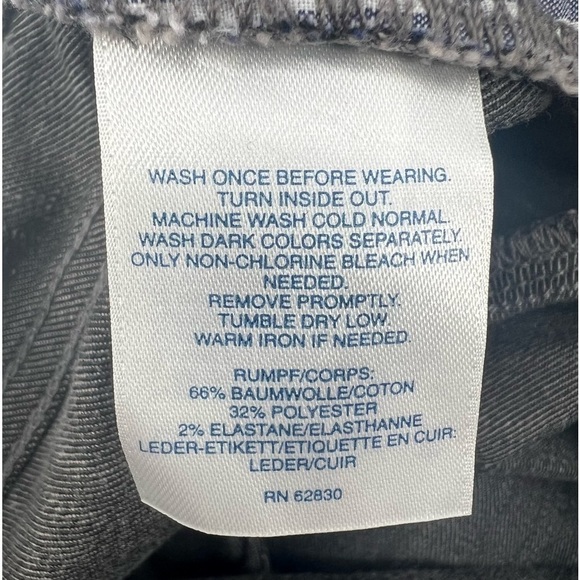 WASH ONCE BEFORE WEARING.
TURN INSIDE OUT.
MACHINE WASH COLD NORMAL.
WASH DARK COLORS SEPARATELY.
ONLY NON-CHLORINE BLEACH WHEN
NEEDED.
REMOVE PROMPTLY.
TUMBLE DRY LOW.
WARM IRON IF NEEDED.
RUMPF/CORPS:
66% BAUMWOLLE/COTON
32% POLYESTER
2% ELASTANE/ELASTHANNE
LEDER-ETIKETT/ETIQUETTE EN CUIR:
LEDER/CUIR
RN 62830